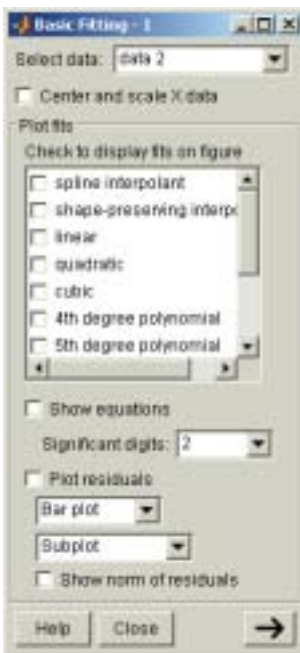 Basic Fitting - 1
Select data: data 2
Center and scale X data
Plot fits
Check to display fits on figure
spline interpolant
shape-preserving interpo
linear
quadratic
cubic
4th degree polynomial
5th degree polynomial
Show equations
Significant digits: 2
Plot residuals
Bar plot
Subplot
Show norm of residuals
Help Close